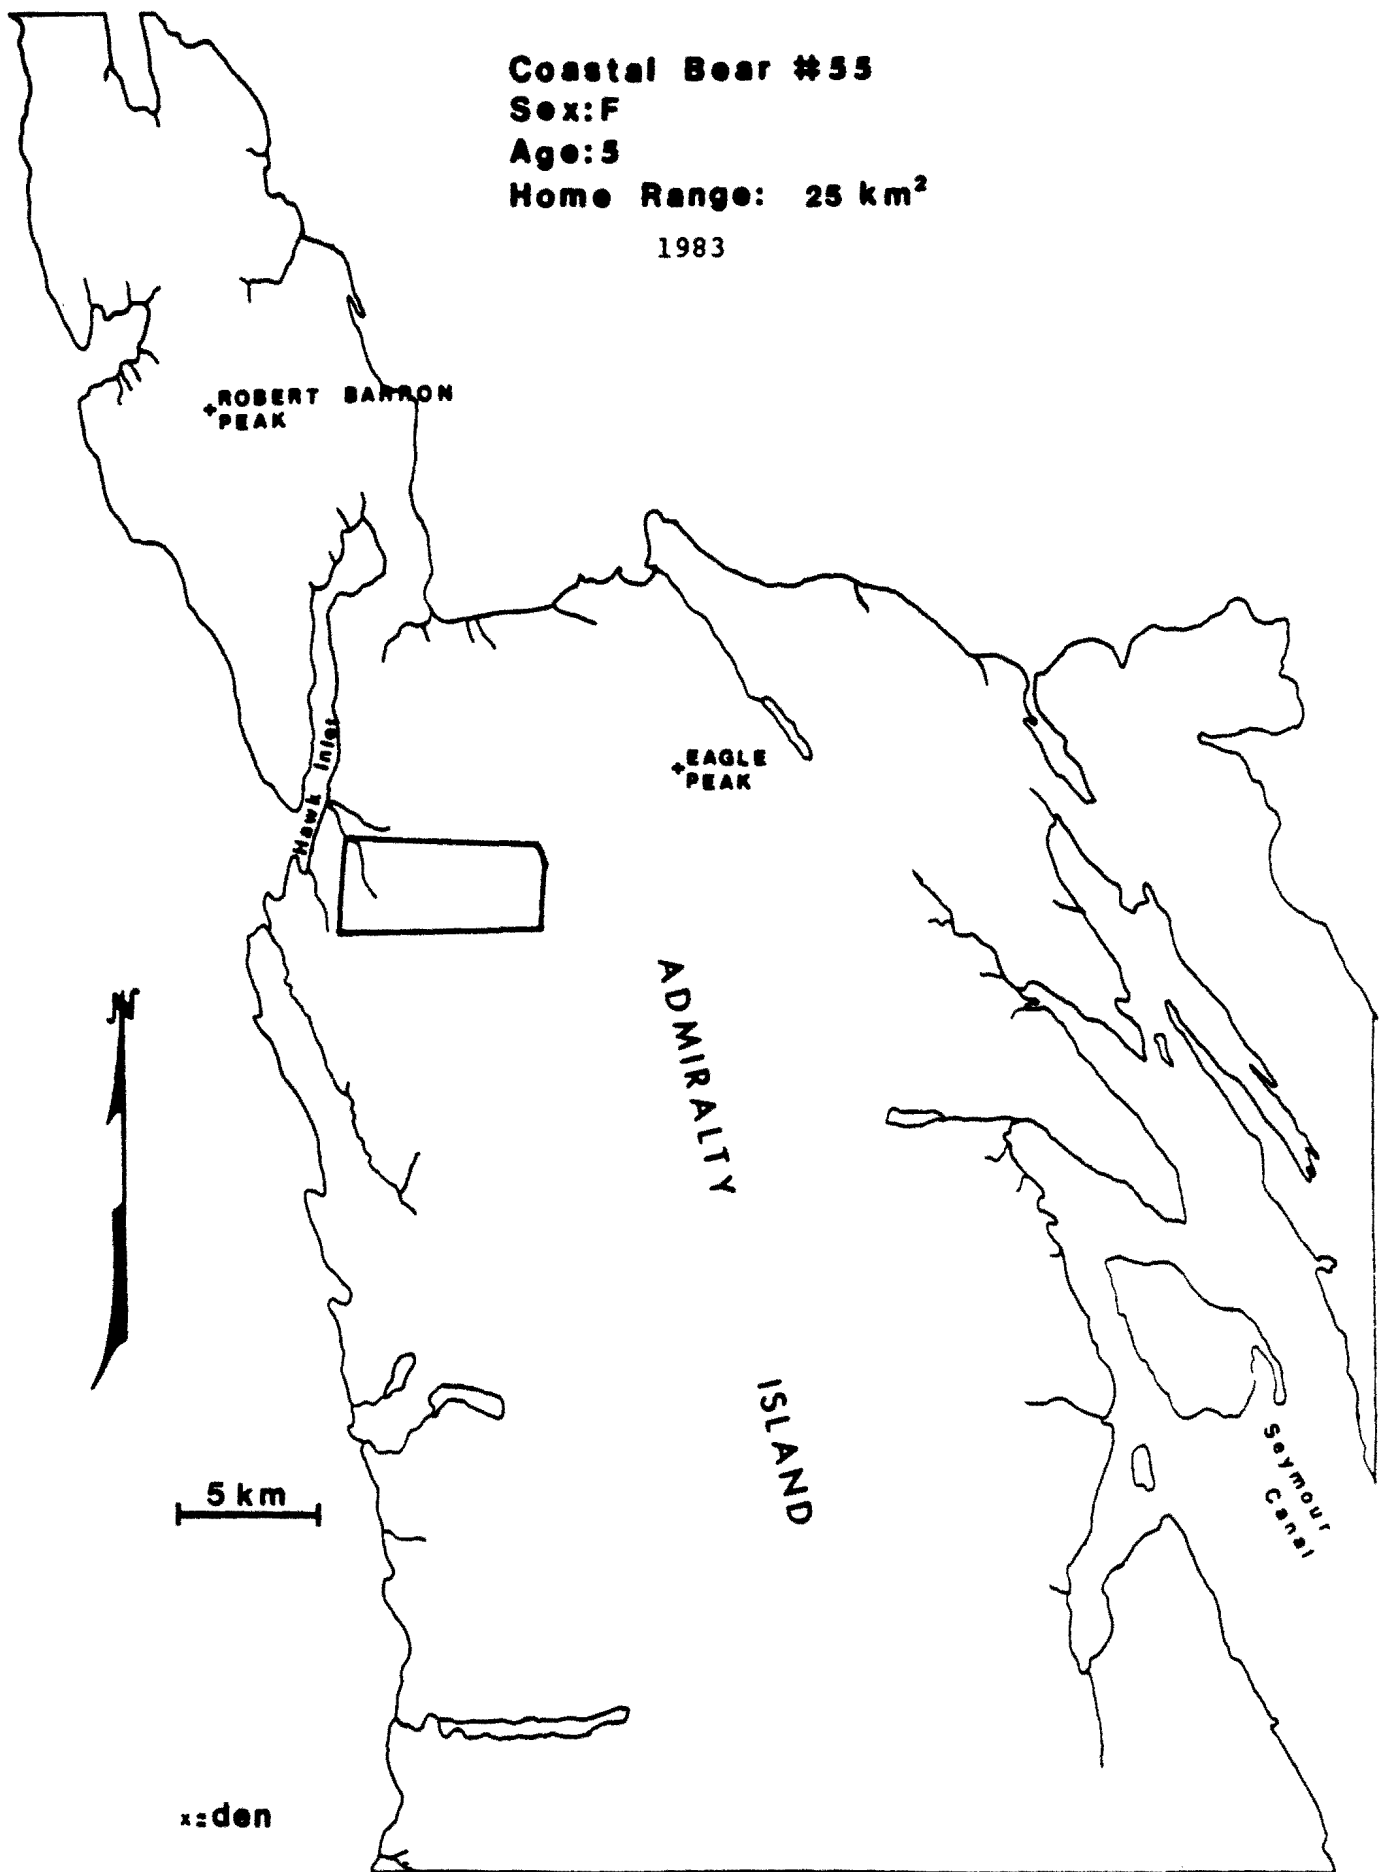 Coastal Bear #55
Sex:F
Age:5
Home Range: 25 km²
1983
+ROBERT BARRON
PEAK
Hawk Inlet
+EAGLE
PEAK
N
ADMIRALTY
ISLAND
Seymour
Canal
5 km
x=den